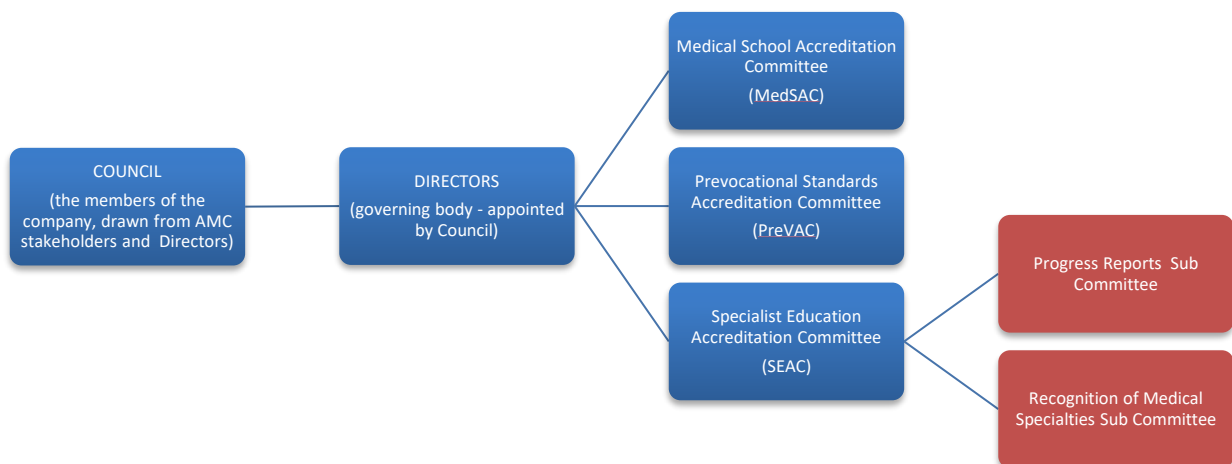 COUNCIL
(the members of the
company, drawn from AMC
stakeholders and Directors)
DIRECTORS
(governing body - appointed
by Council)
Medical School Accreditation
Committee
(MedSAC)
Prevocational Standards
Accreditation Committee
(PreVAC)
Specialist Education
Accreditation Committee
(SEAC)
Progress Reports Sub
Committee
Recognition of Medical
Specialties Sub Committee